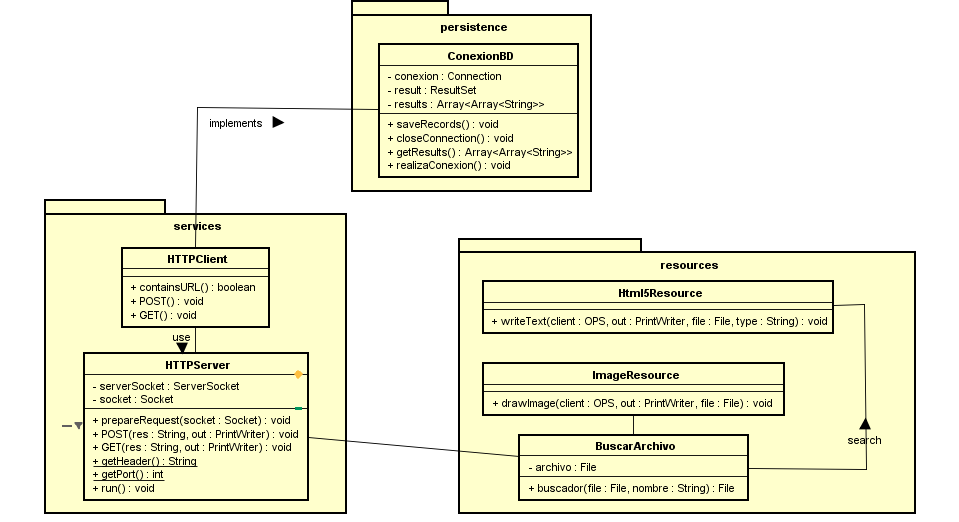 persistence
ConexionBD
- conexion : Connection
- result : ResultSet
- results : Array<Array<String>>
+ saveRecords() : void
+ closeConnection() : void
+ getResults() : Array<Array<String>>
+ realizaConexion() : void
implements
services
HTTPClient
+ containsURL() : boolean
+ POST() : void
+ GET() : void
use
HTTPServer
- serverSocket : ServerSocket
- socket : Socket
+ prepareRequest(socket : Socket) : void
+ POST(res : String, out : PrintWriter) : void
+ GET(res : String, out : PrintWriter) : void
+ getHeader() : String
+ getPort() : int
+ run() : void
resources
Html5Resource
+ writeText(client : OPS, out : PrintWriter, file : File, type : String) : void
ImageResource
+ drawImage(client : OPS, out : PrintWriter, file : File) : void
search
BuscarArchivo
- archivo : File
+ buscador(file : File, nombre : String) : File